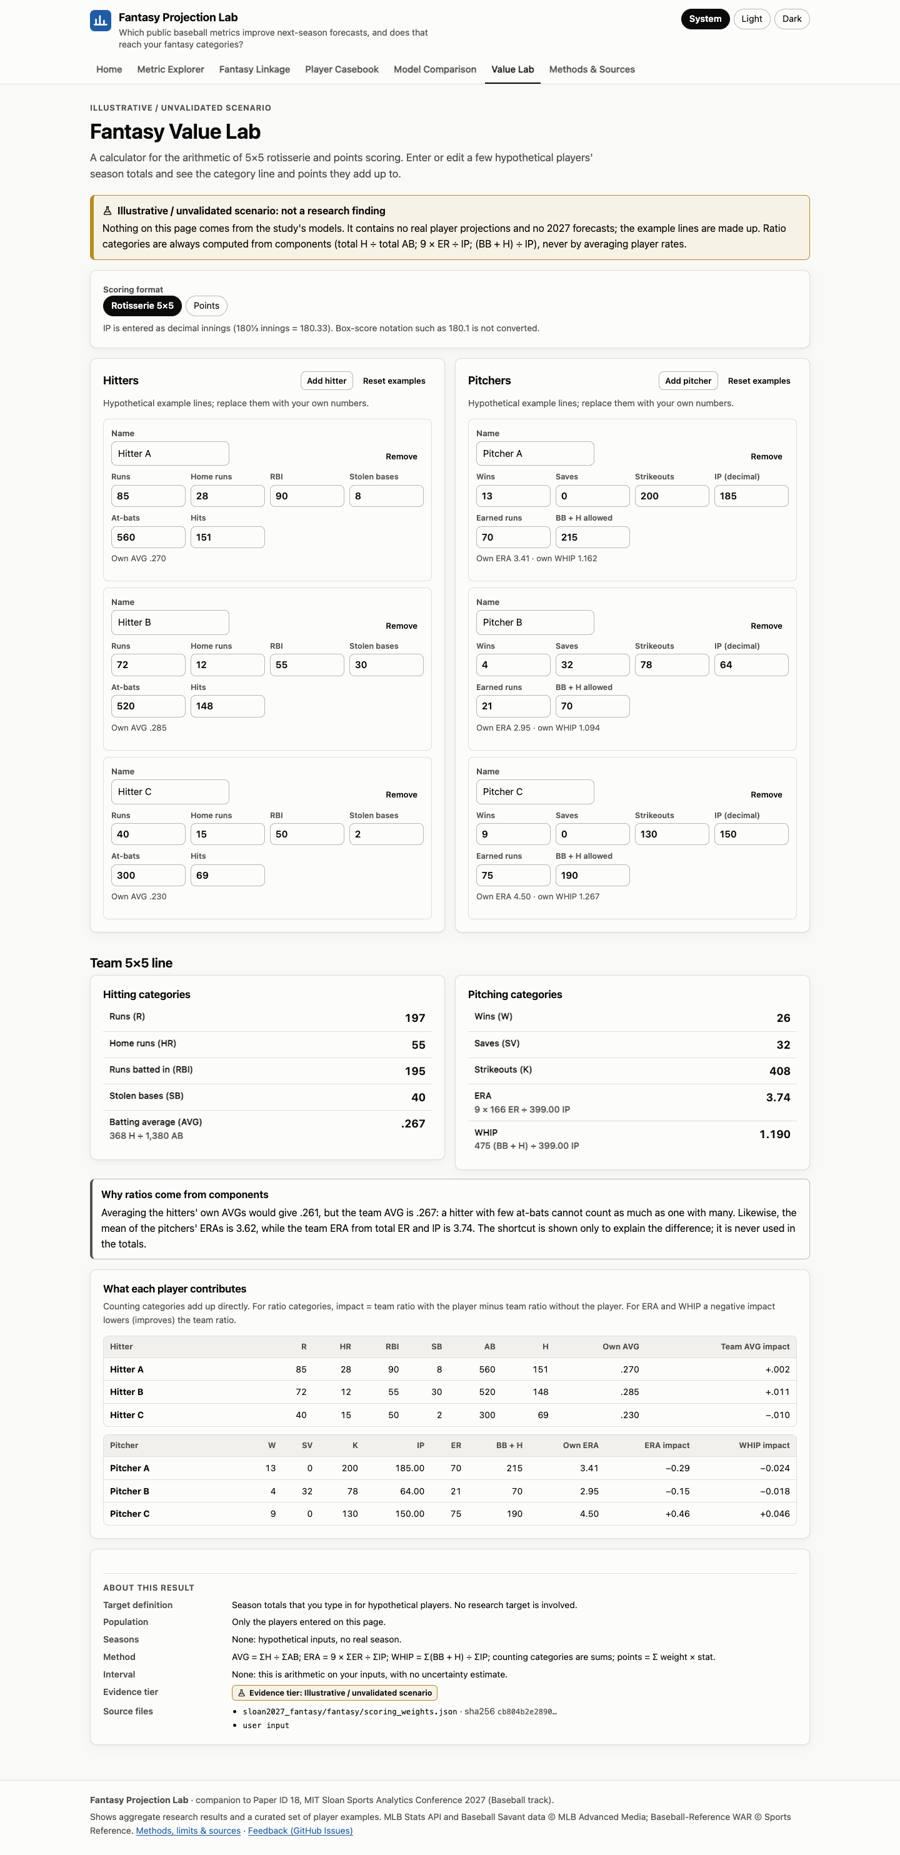 Fantasy Projection Lab
Which public baseball metrics improve next-season forecasts, and does that
reach your fantasy categories?
System Light Dark
Home Metric Explorer Fantasy Linkage Player Casebook Model Comparison Value Lab Methods & Sources
ILLUSTRATIVE / UNVALIDATED SCENARIO
Fantasy Value Lab
A calculator for the arithmetic of 5×5 rotisserie and points scoring. Enter or edit a few hypothetical players'
season totals and see the category line and points they add up to.
Illustrative / unvalidated scenario: not a research finding
Nothing on this page comes from the study's models. It contains no real player projections and no 2027 forecasts; the example lines are made up. Ratio
categories are always computed from components (total H ÷ total AB; 9 × ER ÷ IP; (BB + H) ÷ IP), never by averaging player rates.
Scoring format
Rotisserie 5×5 Points
IP is entered as decimal innings (180⅓ innings = 180.33). Box-score notation such as 180.1 is not converted.
Hitters Add hitter Reset examples
Hypothetical example lines; replace them with your own numbers.
Name
Hitter A Remove
Runs Home runs RBI Stolen bases
85 28 90 8
At-bats Hits
560 151
Own AVG .270
Name
Hitter B Remove
Runs Home runs RBI Stolen bases
72 12 55 30
At-bats Hits
520 148
Own AVG .285
Name
Hitter C Remove
Runs Home runs RBI Stolen bases
40 15 50 2
At-bats Hits
300 69
Own AVG .230
Pitchers Add pitcher Reset examples
Hypothetical example lines; replace them with your own numbers.
Name
Pitcher A Remove
Wins Saves Strikeouts IP (decimal)
13 0 200 185
Earned runs BB + H allowed
70 215
Own ERA 3.41 · own WHIP 1.162
Name
Pitcher B Remove
Wins Saves Strikeouts IP (decimal)
4 32 78 64
Earned runs BB + H allowed
21 70
Own ERA 2.95 · own WHIP 1.094
Name
Pitcher C Remove
Wins Saves Strikeouts IP (decimal)
9 0 130 150
Earned runs BB + H allowed
75 190
Own ERA 4.50 · own WHIP 1.267
Team 5×5 line
Hitting categories
Runs (R) 197
Home runs (HR) 55
Runs batted in (RBI) 195
Stolen bases (SB) 40
Batting average (AVG) .267
368 H ÷ 1,380 AB
Pitching categories
Wins (W) 26
Saves (SV) 32
Strikeouts (K) 408
ERA 3.74
9 × 166 ER ÷ 399.00 IP
WHIP 1.190
475 (BB + H) ÷ 399.00 IP
Why ratios come from components
Averaging the hitters' own AVGs would give .261, but the team AVG is .267: a hitter with few at-bats cannot count as much as one with many. Likewise, the
mean of the pitchers' ERAs is 3.62, while the team ERA from total ER and IP is 3.74. The shortcut is shown only to explain the difference; it is never used in
the totals.
What each player contributes
Counting categories add up directly. For ratio categories, impact = team ratio with the player minus team ratio without the player. For ERA and WHIP a negative impact
lowers (improves) the team ratio.
Hitter R HR RBI SB AB H Own AVG Team AVG impact
Hitter A 85 28 90 8 560 151 .270 +.002
Hitter B 72 12 55 30 520 148 .285 +.011
Hitter C 40 15 50 2 300 69 .230 −.010
Pitcher W SV K IP ER BB + H Own ERA ERA impact WHIP impact
Pitcher A 13 0 200 185.00 70 215 3.41 −0.29 −0.024
Pitcher B 4 32 78 64.00 21 70 2.95 −0.15 −0.018
Pitcher C 9 0 130 150.00 75 190 4.50 +0.46 +0.046
ABOUT THIS RESULT
Target definition Season totals that you type in for hypothetical players. No research target is involved.
Population Only the players entered on this page.
Seasons None: hypothetical inputs, no real season.
Method AVG = ΣH ÷ ΣAB; ERA = 9 × ΣER ÷ ΣIP; WHIP = Σ(BB + H) ÷ ΣIP; counting categories are sums; points = Σ weight × stat.
Interval None: this is arithmetic on your inputs, with no uncertainty estimate.
Evidence tier Evidence tier: Illustrative / unvalidated scenario
Source files • sloan2027_fantasy/fantasy/scoring_weights.json · sha256 cb804b2e2890…
• user input
Fantasy Projection Lab · companion to Paper ID 18, MIT Sloan Sports Analytics Conference 2027 (Baseball track).
Shows aggregate research results and a curated set of player examples. MLB Stats API and Baseball Savant data © MLB Advanced Media; Baseball-Reference WAR © Sports
Reference. Methods, limits & sources · Feedback (GitHub Issues)